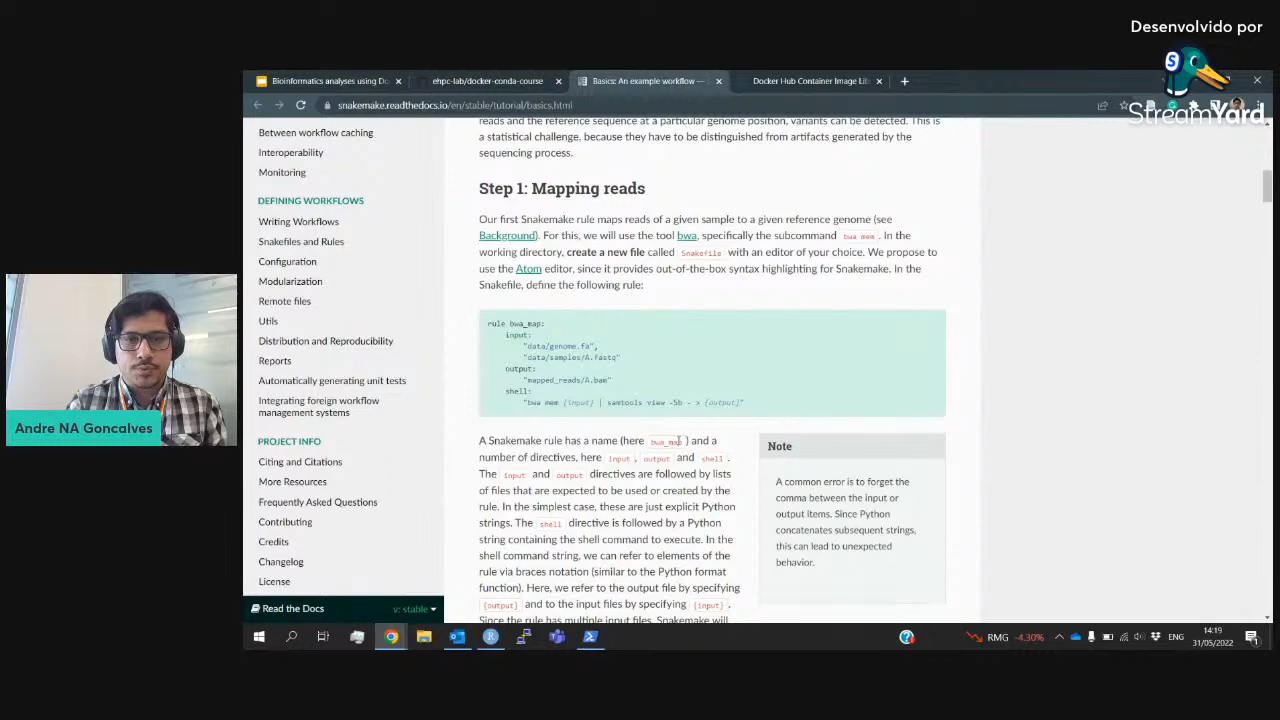 Desenvolvido por
S
StreamYard
Bioinformatics analyses using Do
ehpc-lab/docker-conda-course
Basics: An example workflow —
Docker Hub Container Image Lib
snakemake.readthedocs.io/en/stable/tutorial/basics.html
Between workflow caching
Interoperability
Monitoring
DEFINING WORKFLOWS
Writing Workflows
Snakefiles and Rules
Configuration
Modularization
Remote files
Utils
Distribution and Reproducibility
Reports
Automatically generating unit tests
Integrating foreign workflow
management systems
PROJECT INFO
Citing and Citations
More Resources
Frequently Asked Questions
Contributing
Credits
Changelog
License
Read the Docs
v: stable
reads and the reference sequence at a particular genome position, variants can be detected. This is
a statistical challenge, because they have to be distinguished from artifacts generated by the
sequencing process.
Step 1: Mapping reads
Our first Snakemake rule maps reads of a given sample to a given reference genome (see
Background). For this, we will use the tool bwa, specifically the subcommand bwa mem . In the
working directory, create a new file called Snakefile with an editor of your choice. We propose to
use the Atom editor, since it provides out-of-the-box syntax highlighting for Snakemake. In the
Snakefile, define the following rule:
rule bwa_map:
input:
"data/genome.fa",
"data/samples/A.fastq"
output:
"mapped_reads/A.bam"
shell:
"bwa mem {input} | samtools view -Sb - > {output}"
A Snakemake rule has a name (here bwa_map ) and a
number of directives, here input , output and shell .
The input and output directives are followed by lists
of files that are expected to be used or created by the
rule. In the simplest case, these are just explicit Python
strings. The shell directive is followed by a Python
string containing the shell command to execute. In the
shell command string, we can refer to elements of the
rule via braces notation (similar to the Python format
function). Here, we refer to the output file by specifying
{output} and to the input files by specifying {input} .
Since the rule has multiple input files, Snakemake will
Note
A common error is to forget the
comma between the input or
output items. Since Python
concatenates subsequent strings,
this can lead to unexpected
behavior.
Andre NA Goncalves
RMG -4.30%
ENG
14:19
31/05/2022